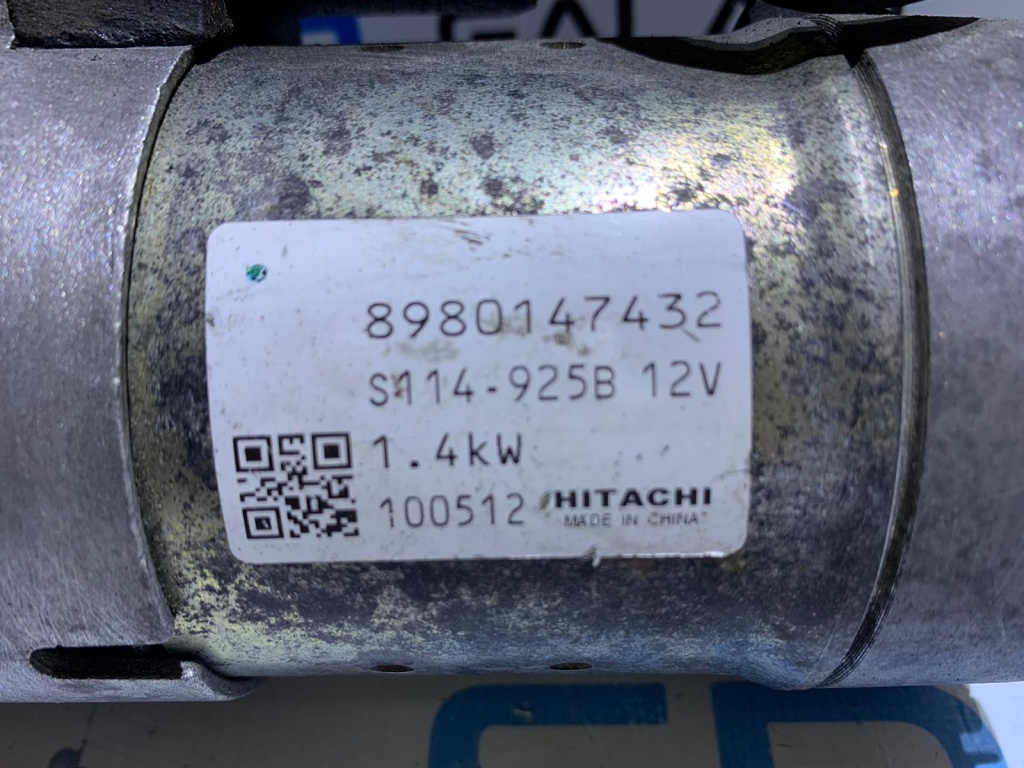 8980147432
S114-925B 12V
1.4kW
100512 HITACHI
MADE IN CHINA